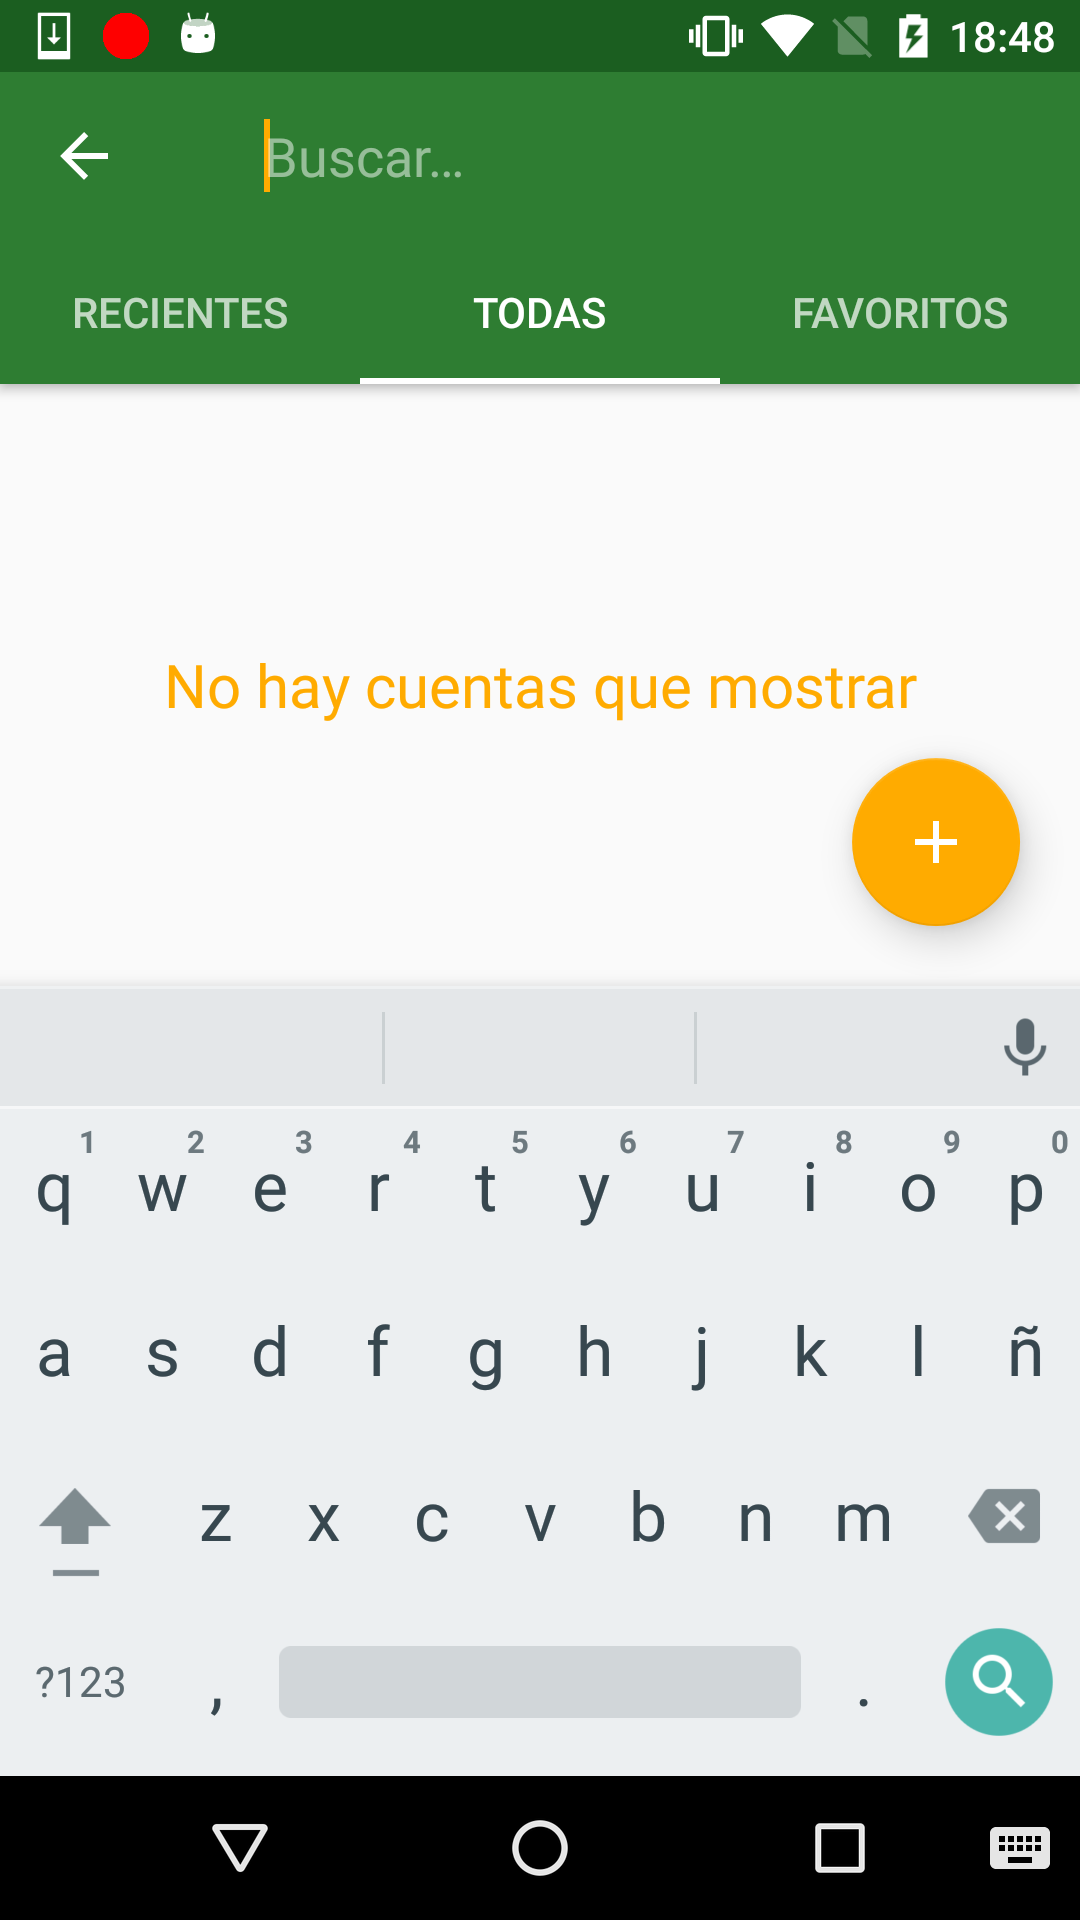 18:48
Buscar...
RECIENTES TODAS FAVORITOS
No hay cuentas que mostrar
1 2 3 4 5 6 7 8 9 0
q w e r t y u i o p
a s d f g h j k l ñ
z x c v b n m
?123 , .